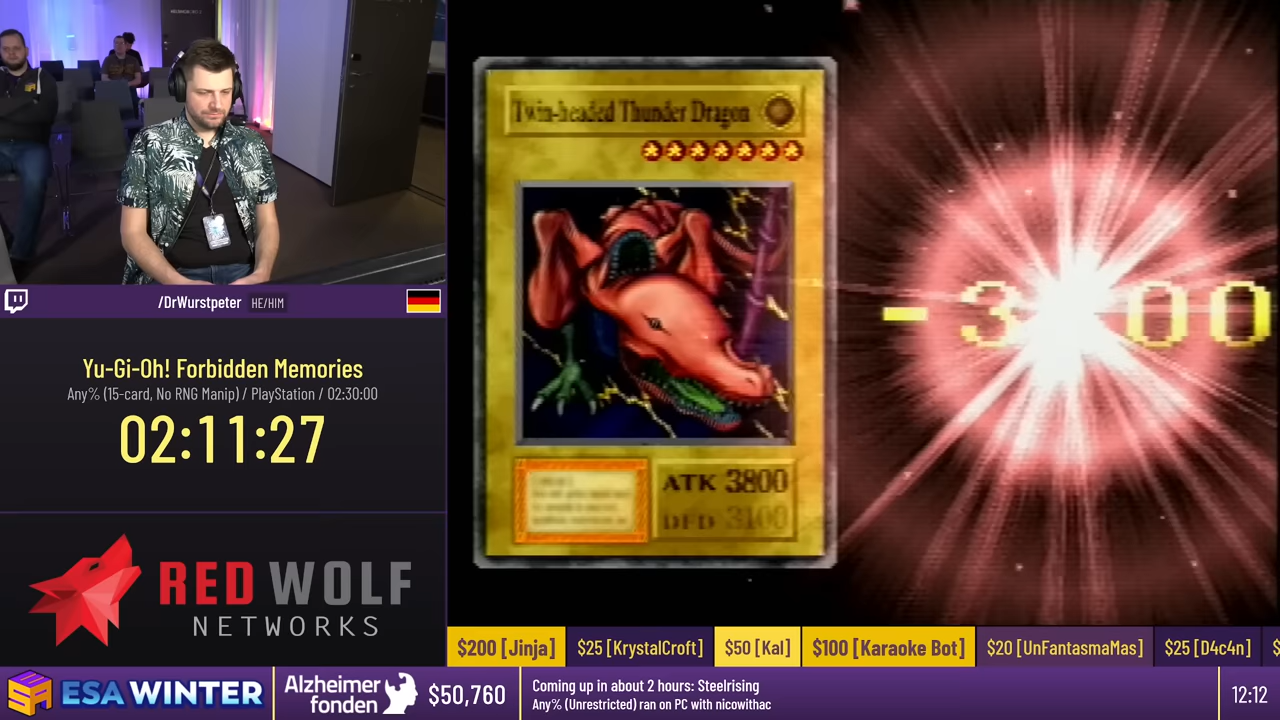 Twin-headed Thunder Dragon
ATK 3800
DFD 3100
/DrWurstpeter HE/HIM
Yu-Gi-Oh! Forbidden Memories
Any% (15-card, No RNG Manip) / PlayStation / 02:30:00
02:11:27
RED WOLF
NETWORKS
$200 [Jinja]
$25 [KrystalCroft]
$50 [Kal]
$100 [Karaoke Bot]
$20 [UnFantasmaMas]
$25 [D4c4n]
$
ESA WINTER
Alzheimer
fonden
$50,760
Coming up in about 2 hours: Steelrising
Any% (Unrestricted) ran on PC with nicowithac
12:12